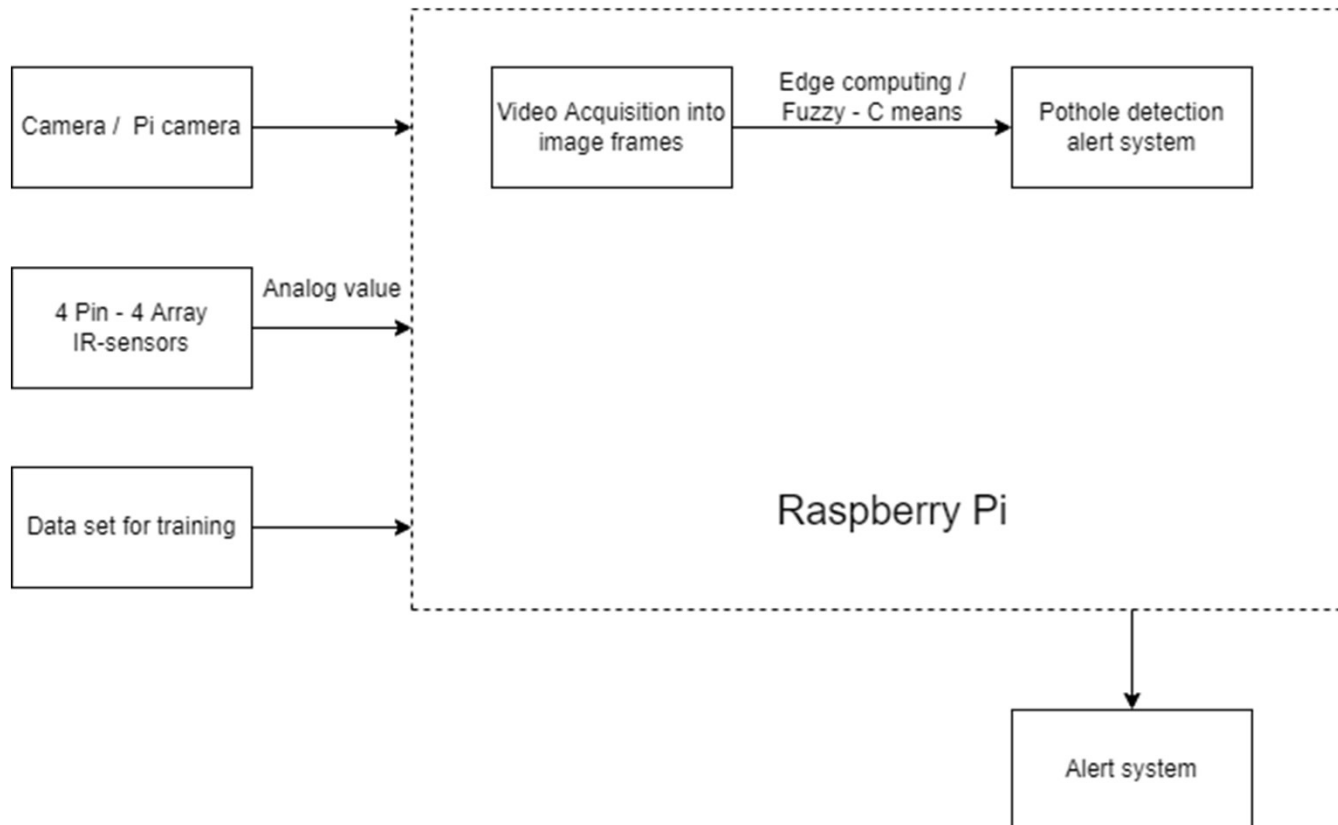 Camera / Pi camera
Video Acquisition into
image frames
Edge computing /
Fuzzy - C means
Pothole detection
alert system
4 Pin - 4 Array
IR-sensors
Analog value
Data set for training
Raspberry Pi
Alert system